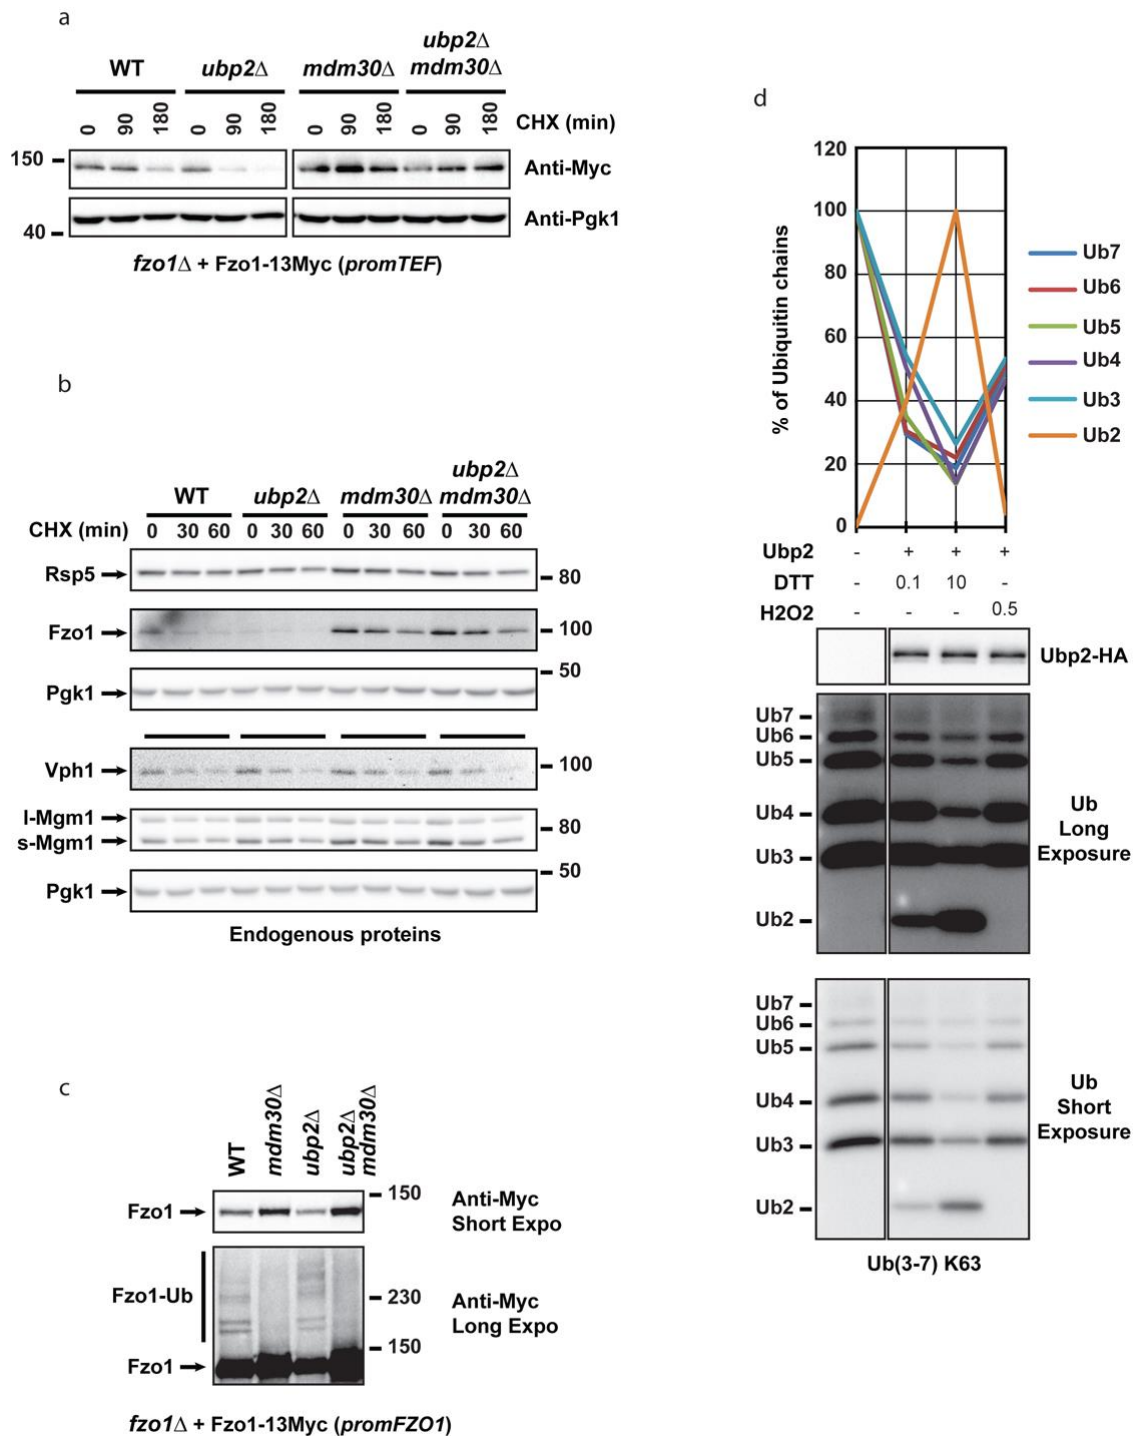 a
WT ubp2Δ mdm30Δ ubp2Δ mdm30Δ
0 90 180 0 90 180 0 90 180 0 90 180 CHX (min)
150 Anti-Myc
40 Anti-Pgk1
fzo1Δ + Fzo1-13Myc (promTEF)
b
WT ubp2Δ mdm30Δ ubp2Δ mdm30Δ
CHX (min) 0 30 60 0 30 60 0 30 60 0 30 60
Rsp5 80
Fzo1 100
50
Pgk1
Vph1 100
l-Mgm1
80
s-Mgm1
50
Pgk1
Endogenous proteins
c
WT mdm30Δ ubp2Δ ubp2Δ mdm30Δ
150
Fzo1 Anti-Myc
Short Expo
Fzo1-Ub 230
Anti-Myc
Long Expo
150
Fzo1
fzo1Δ + Fzo1-13Myc (promFZO1)
d
% of Ubiquitin chains
120
100
80
60
40
20
0
Ub7
Ub6
Ub5
Ub4
Ub3
Ub2
Ubp2 - + + +
DTT - 0.1 10 -
H2O2 - - - 0.5
Ubp2-HA
Ub7
Ub6
Ub5
Ub4
Ub3
Ub2
Ub
Long
Exposure
Ub7
Ub6
Ub5
Ub4
Ub3
Ub2
Ub
Short
Exposure
Ub(3-7) K63